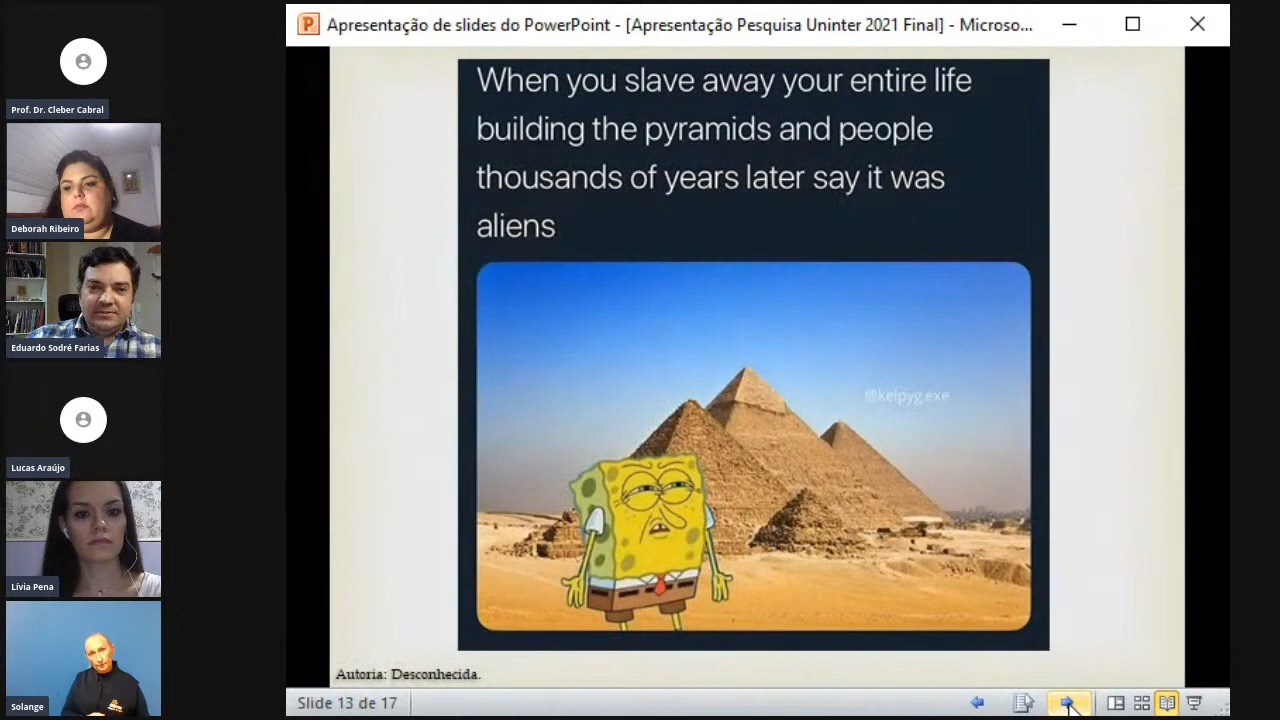 Prof. Dr. Cleber Cabral
Deborah Ribeiro
Eduardo Sodré Farias
Lucas Araújo
Lívia Pena
Solange
Apresentação de slides do PowerPoint - [Apresentação Pesquisa Uninter 2021 Final] - Microso...
When you slave away your entire life
building the pyramids and people
thousands of years later say it was
aliens
@kelpyg.exe
Autoria: Desconhecida.
Slide 13 de 17